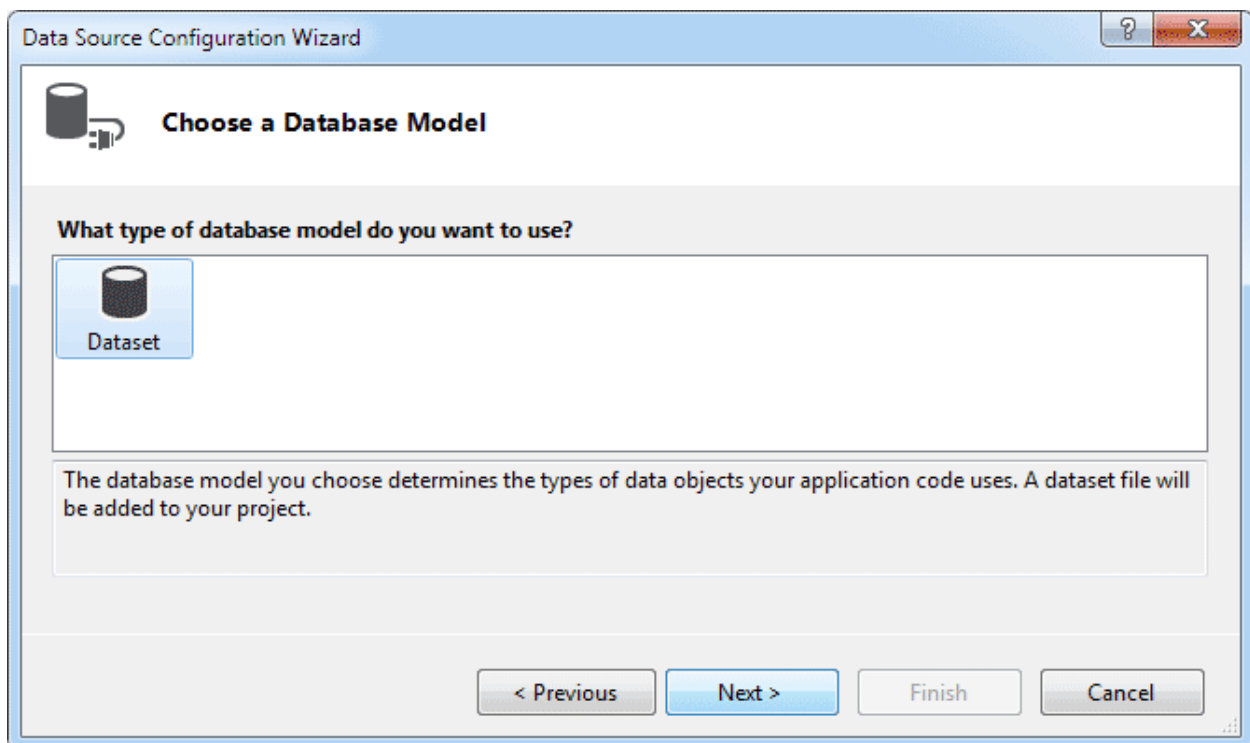 Data Source Configuration Wizard
?
X
Choose a Database Model
What type of database model do you want to use?
Dataset
The database model you choose determines the types of data objects your application code uses. A dataset file will
be added to your project.
< Previous
Next >
Finish
Cancel